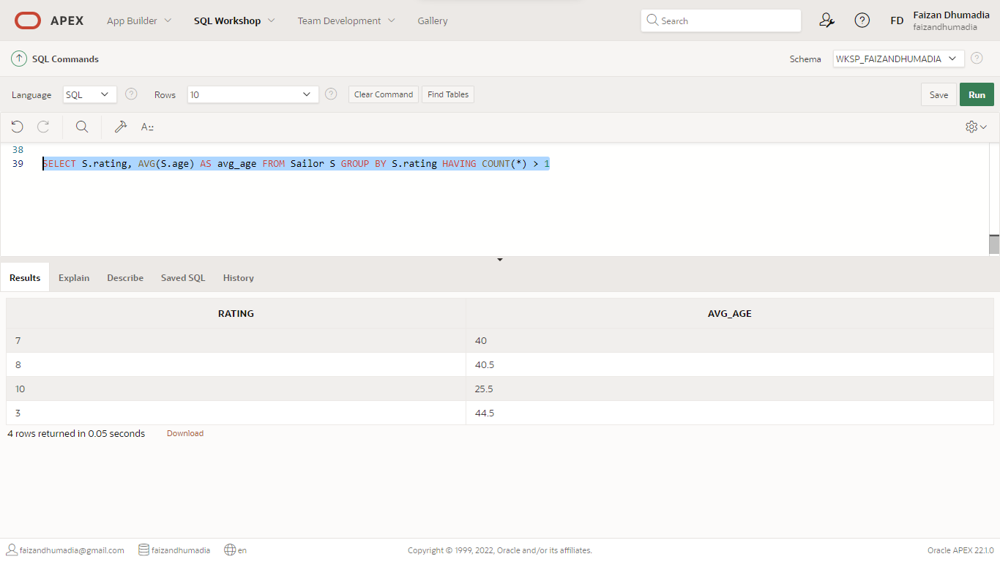 APEX App Builder SQL Workshop Team Development Gallery Search FD Faizan Dhumadia
faizandhumadia
SQL Commands Schema WKSP_FAIZANDHUMADIA
Language SQL Rows 10 Clear Command Find Tables Save Run
A
38
39 SELECT S.rating, AVG(S.age) AS avg_age FROM Sailor S GROUP BY S.rating HAVING COUNT(*) > 1
Results Explain Describe Saved SQL History
RATING AVG_AGE
7 40
8 40.5
10 25.5
3 44.5
4 rows returned in 0.05 seconds Download
faizandhumadia@gmail.com faizandhumadia en Copyright © 1999, 2022, Oracle and/or its affiliates. Oracle APEX 22.1.0